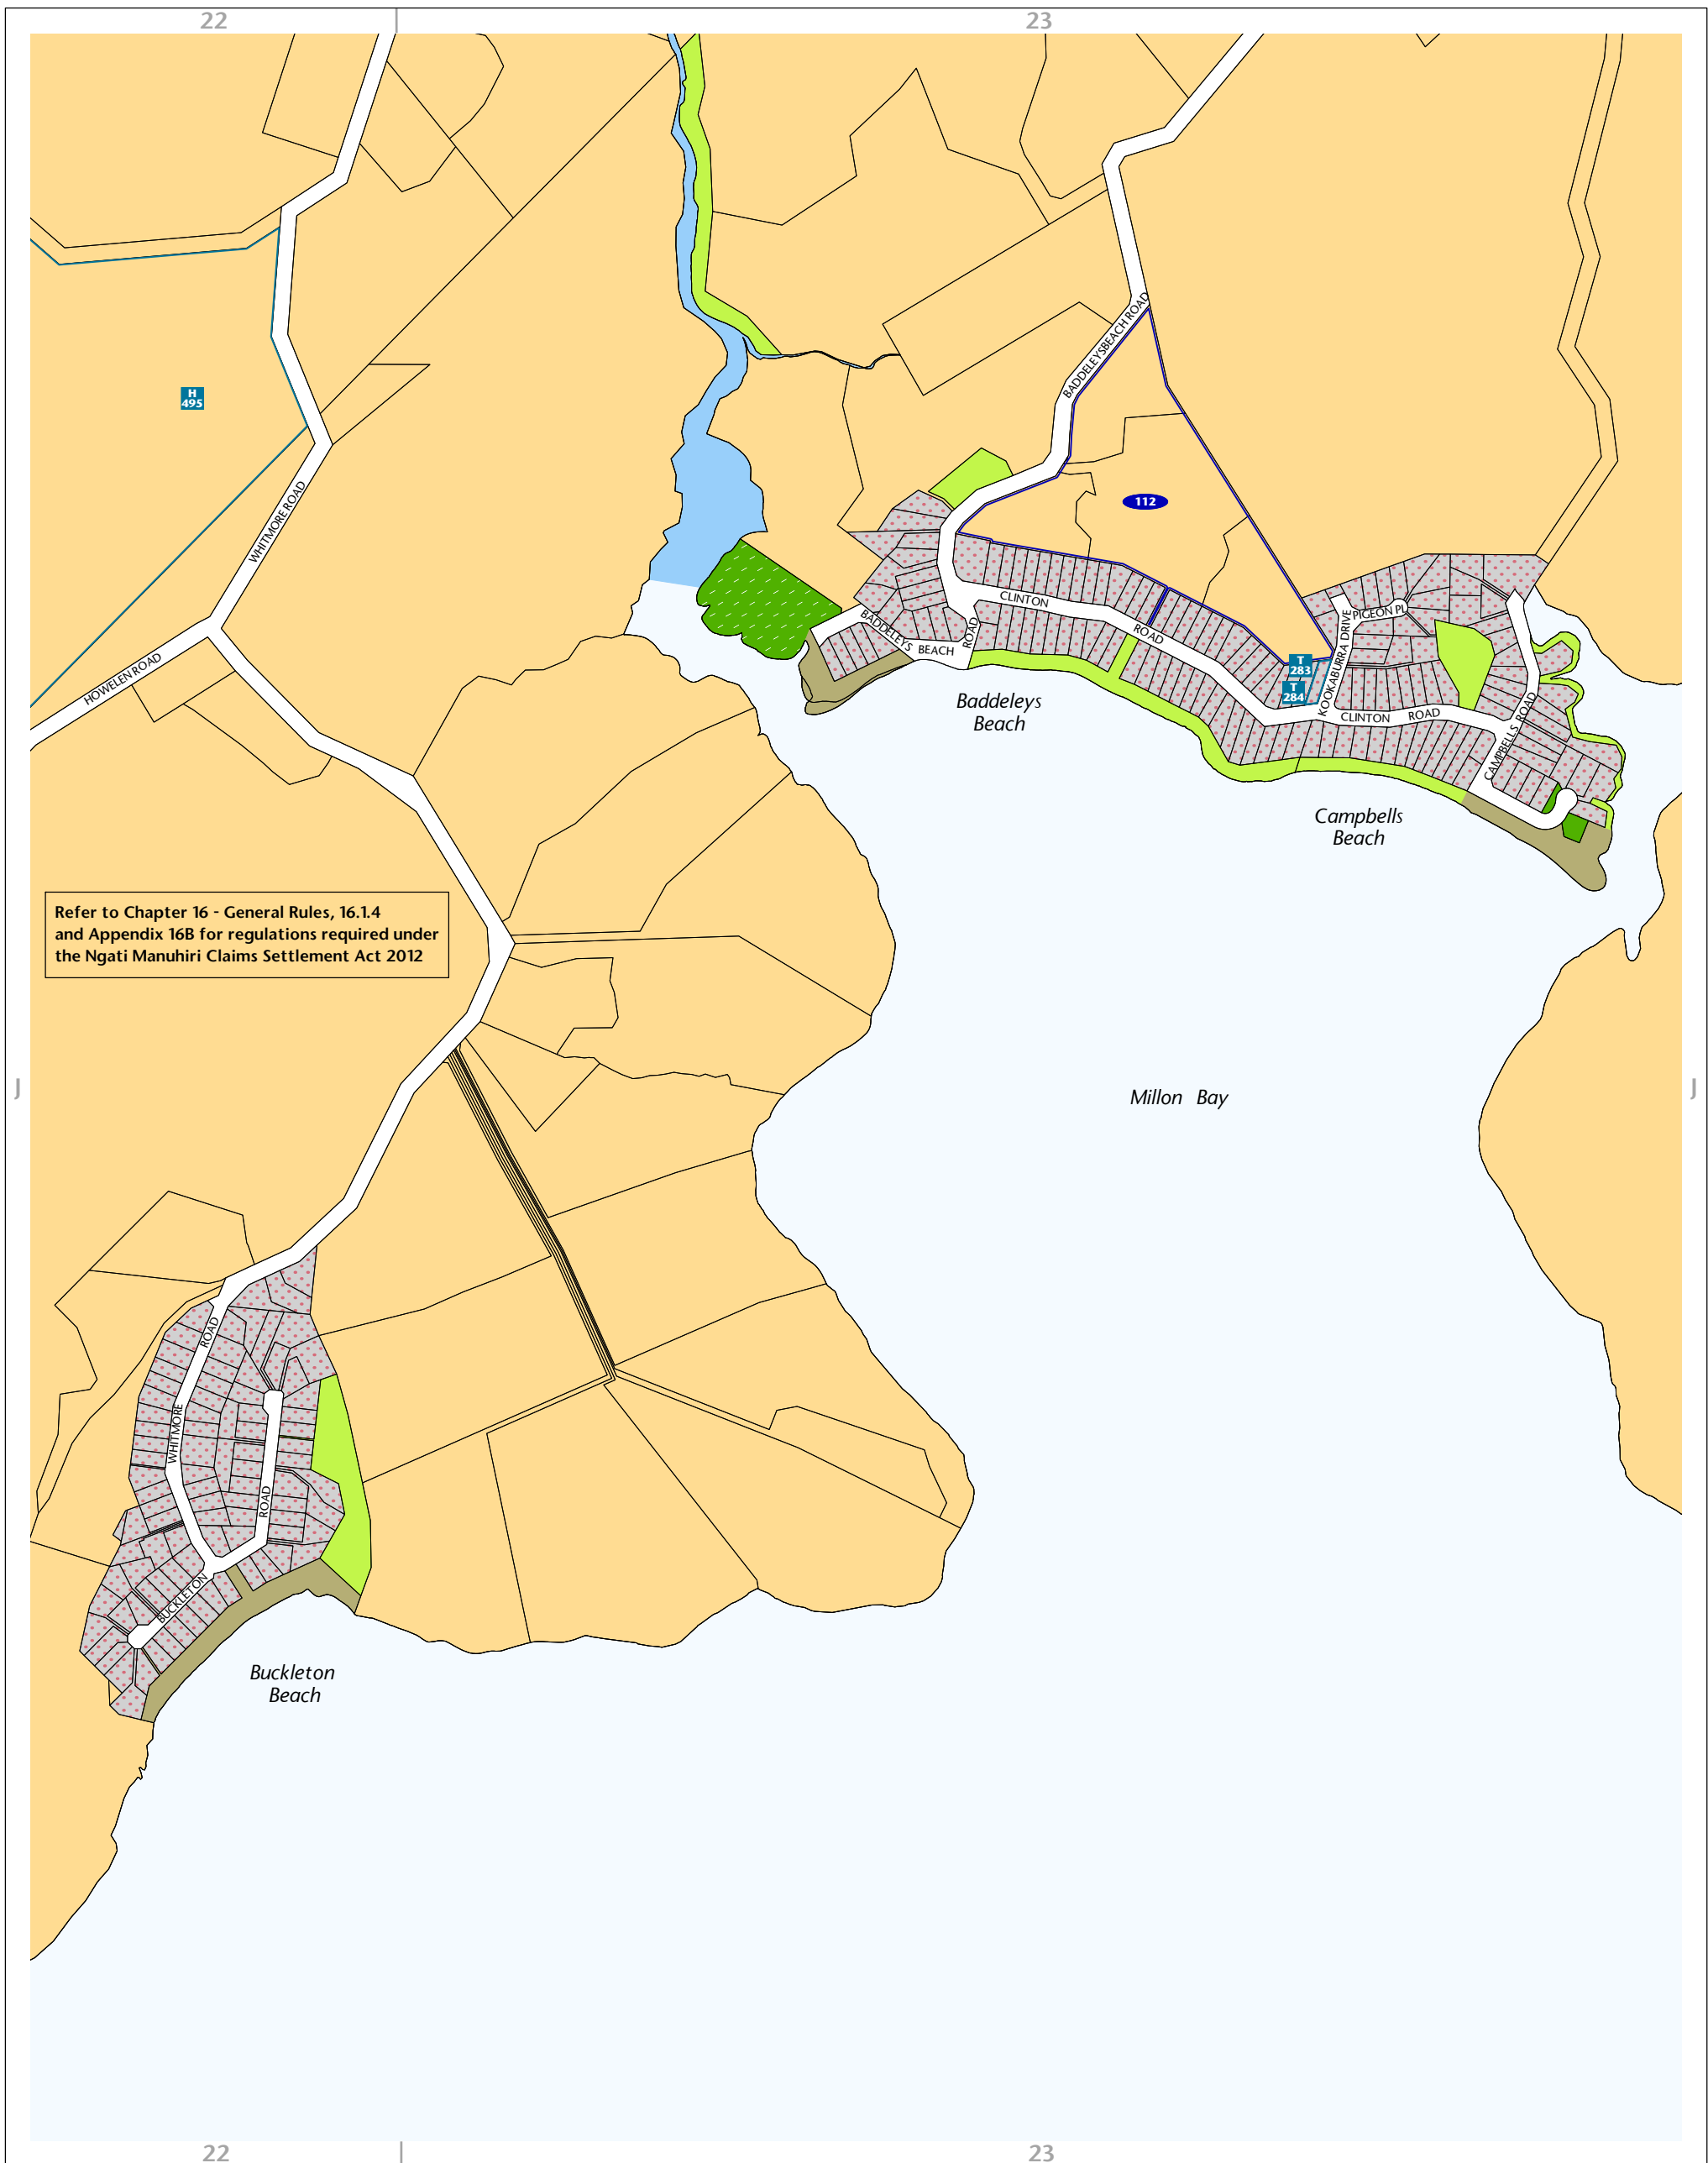 22
23
BADDELEYSBEACH ROAD
H
495
WHITMORE ROAD
112
CLINTON
ROAD
PIGEON PL
KOOKABURRA DRIVE
BADDELEYS BEACH ROAD
HOWELEN ROAD
T
283
T
284
CLINTON ROAD
CAMPBELLS ROAD
Baddeleys
Beach
Campbells
Beach
Refer to Chapter 16 - General Rules, 16.1.4
and Appendix 16B for regulations required under
the Ngati Manuhiri Claims Settlement Act 2012
J
J
Millon Bay
WHITMORE ROAD
BUCKLETON ROAD
Buckleton
Beach
22
23